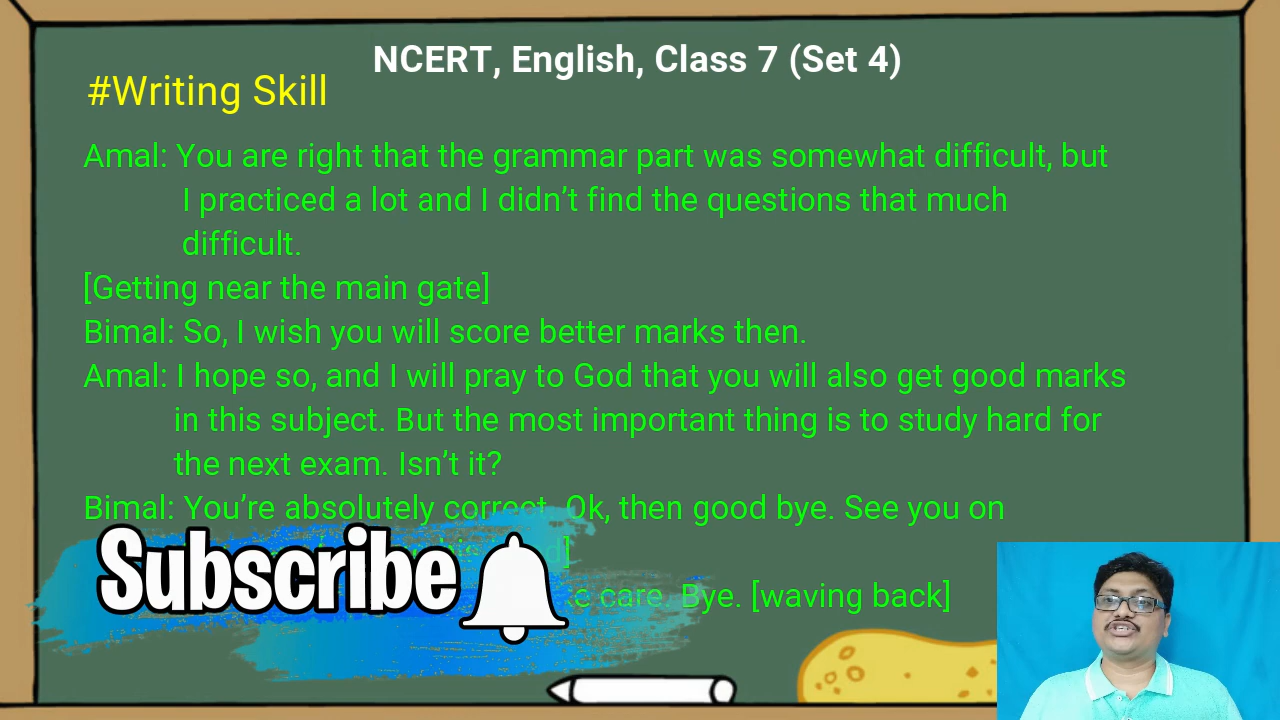 NCERT, English, Class 7 (Set 4)
#Writing Skill
Amal: You are right that the grammar part was somewhat difficult, but
I practiced a lot and I didn’t find the questions that much
difficult.
[Getting near the main gate]
Bimal: So, I wish you will score better marks then.
Amal: I hope so, and I will pray to God that you will also get good marks
in this subject. But the most important thing is to study hard for
the next exam. Isn’t it?
Bimal: You’re absolutely correct. Ok, then good bye. See you on
care. Bye. [waving back]
Subscribe